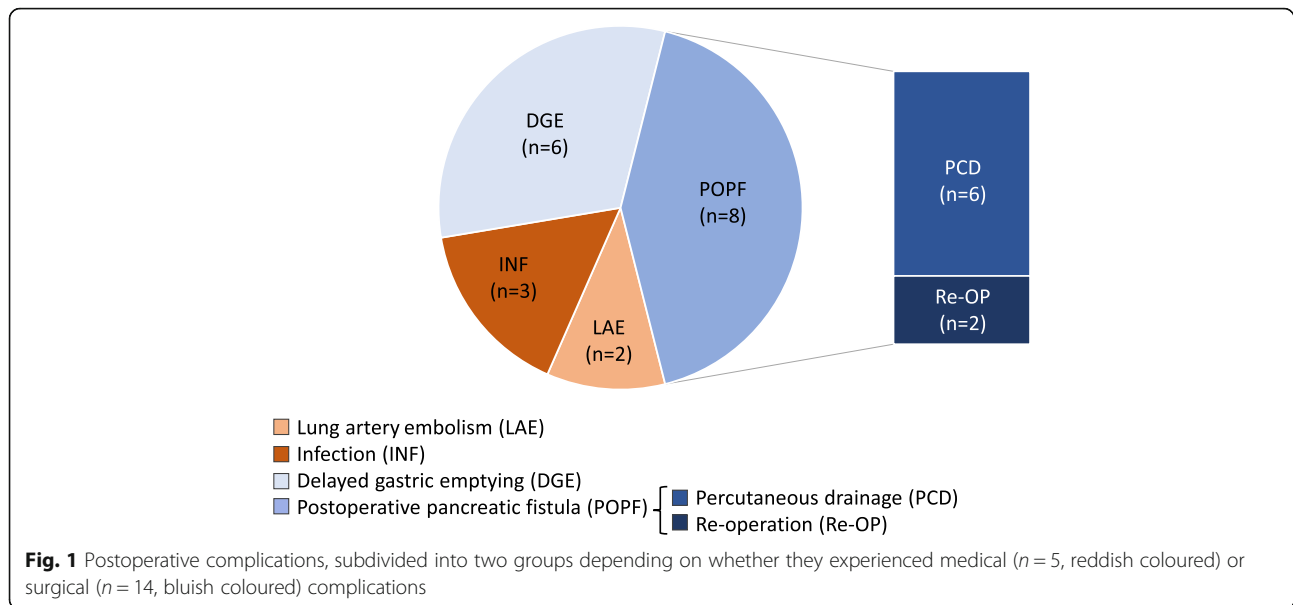 DGE
(n=6)
POPF
(n=8)
INF
(n=3)
LAE
(n=2)
PCD
(n=6)
Re-OP
(n=2)
Lung artery embolism (LAE)
Infection (INF)
Delayed gastric emptying (DGE)
Postoperative pancreatic fistula (POPF)
Percutaneous drainage (PCD)
Re-operation (Re-OP)
Fig. 1 Postoperative complications, subdivided into two groups depending on whether they experienced medical (n = 5, reddish coloured) or
surgical (n = 14, bluish coloured) complications